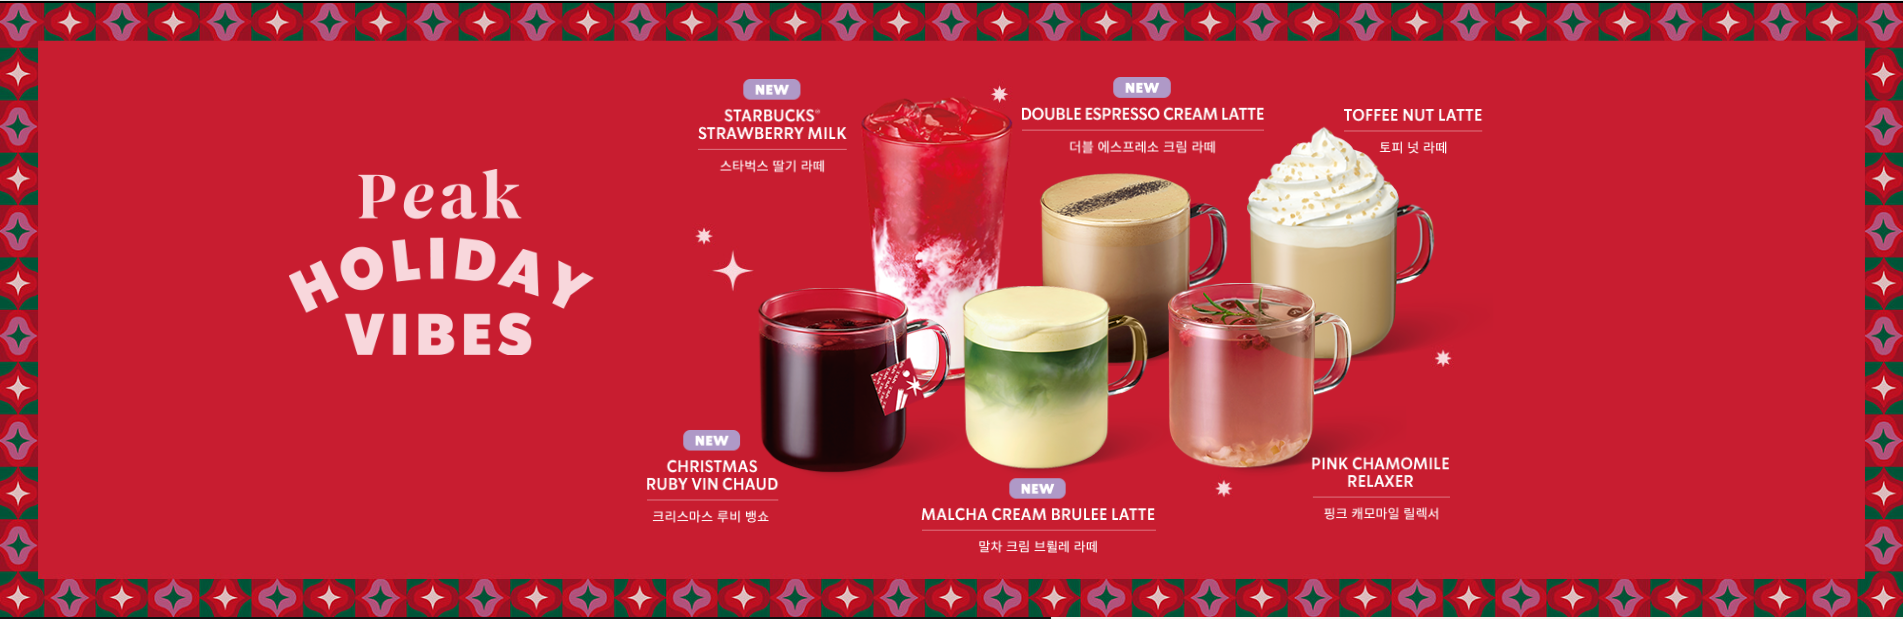 Peak
HOLIDAY
VIBES
NEW
STARBUCKS®
STRAWBERRY MILK
스타벅스 딸기 라떼
NEW
DOUBLE ESPRESSO CREAM LATTE
더블 에스프레소 크림 라떼
TOFFEE NUT LATTE
토피 넛 라떼
NEW
CHRISTMAS
RUBY VIN CHAUD
크리스마스 루비 뱅쇼
NEW
MALCHA CREAM BRULEE LATTE
말차 크림 브륄레 라떼
PINK CHAMOMILE
RELAXER
핑크 캐모마일 릴렉서